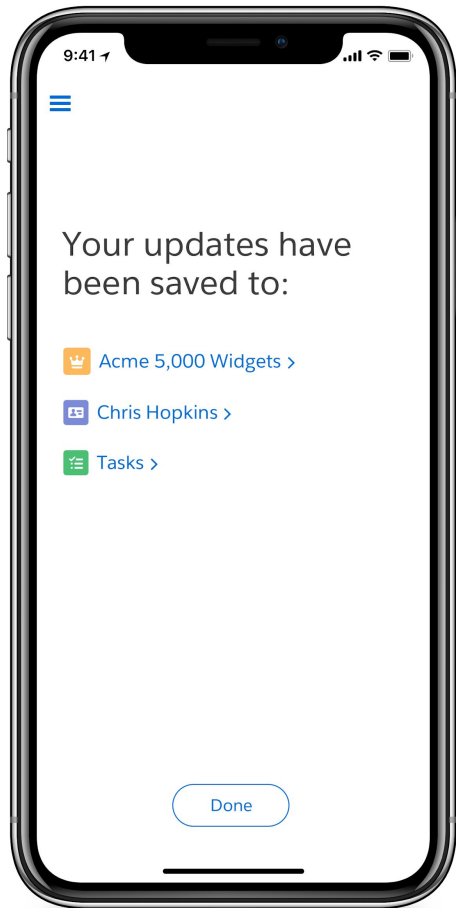 9:41
Your updates have
been saved to:
Acme 5,000 Widgets >
Chris Hopkins >
Tasks >
Done